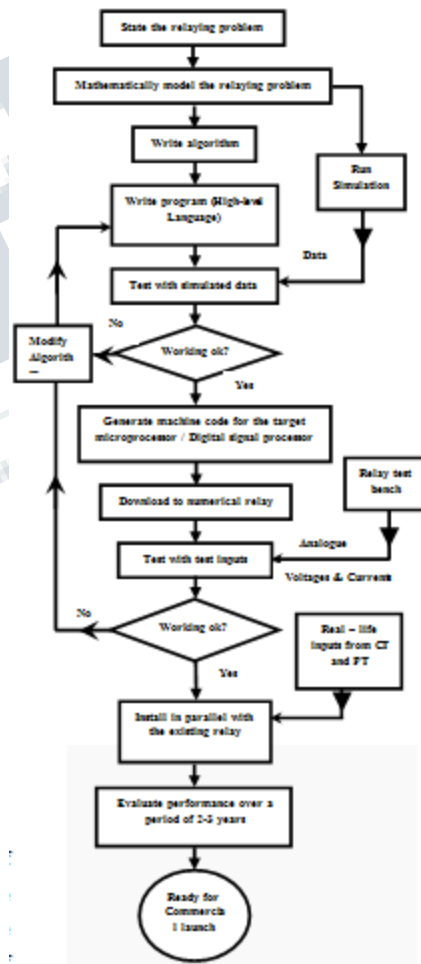 State the relaying problem
Mathematically model the relaying problem
Write algorithm
Run
Simulation
Write program (High-level
Language)
Data
Test with simulated data
No
Modify
Algorith
Working ok?
Yes
Generate machine code for the target
microprocessor / Digital signal processor
Relay test
bench
Download to numerical relay
Analogue
Test with test inputs
Voltages & Currents
No
Working ok?
Real – life
inputs from CT
and PT
Yes
Install in parallel with
the existing relay
Evaluate performance over a
period of 2-3 years
Ready for
Commercia
l launch